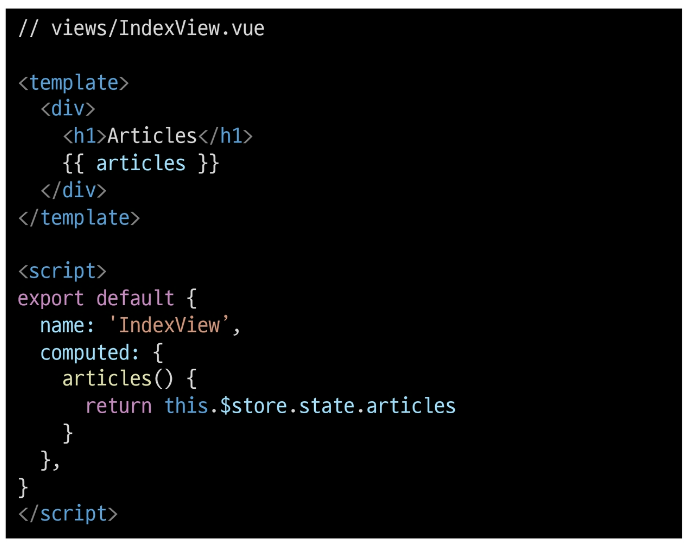 // views/IndexView.vue
<template>
<div>
<h1>Articles</h1>
{{ articles }}
</div>
</template>
<script>
export default {
name: 'IndexView’,
computed: {
articles() {
return this.$store.state.articles
}
},
}
</script>